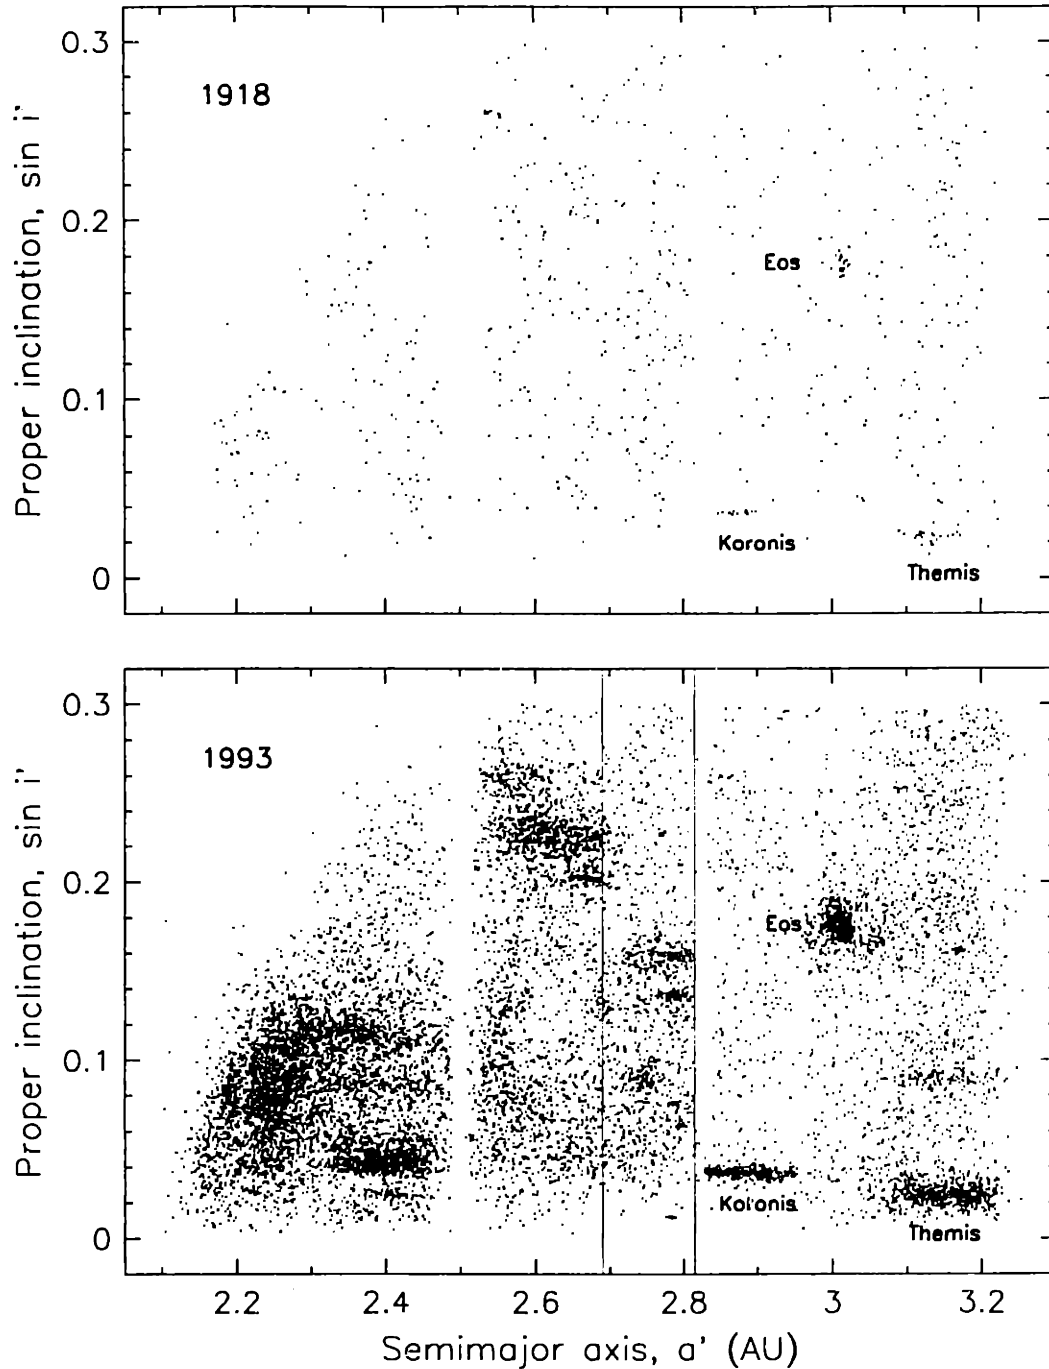 Proper inclination, sin i'
0.3
0.2
0.1
0
1918
Eos
Koronis
Themis
Proper inclination, sin i'
0.3
0.2
0.1
0
1993
Eos
Koronis
Themis
2.2 2.4 2.6 2.8 3 3.2
Semimajor axis, a' (AU)